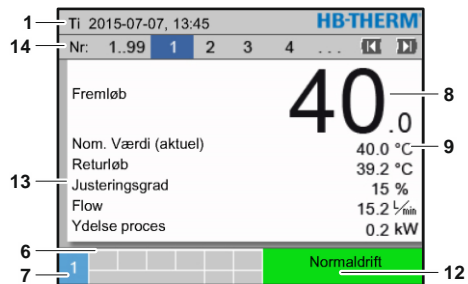 1 Ti 2015-07-07, 13:45 HB-THERM
14 Nr: 1..99 1 2 3 4 ...
Fremløb 40.0 8
Nom. Værdi (aktuel) 40.0 °C 9
Returløb 39.2 °C
13 Justeringsgrad 15 %
Flow 15.2 L/min
Ydelse proces 0.2 kW
6
7 1 Normaldrift 12